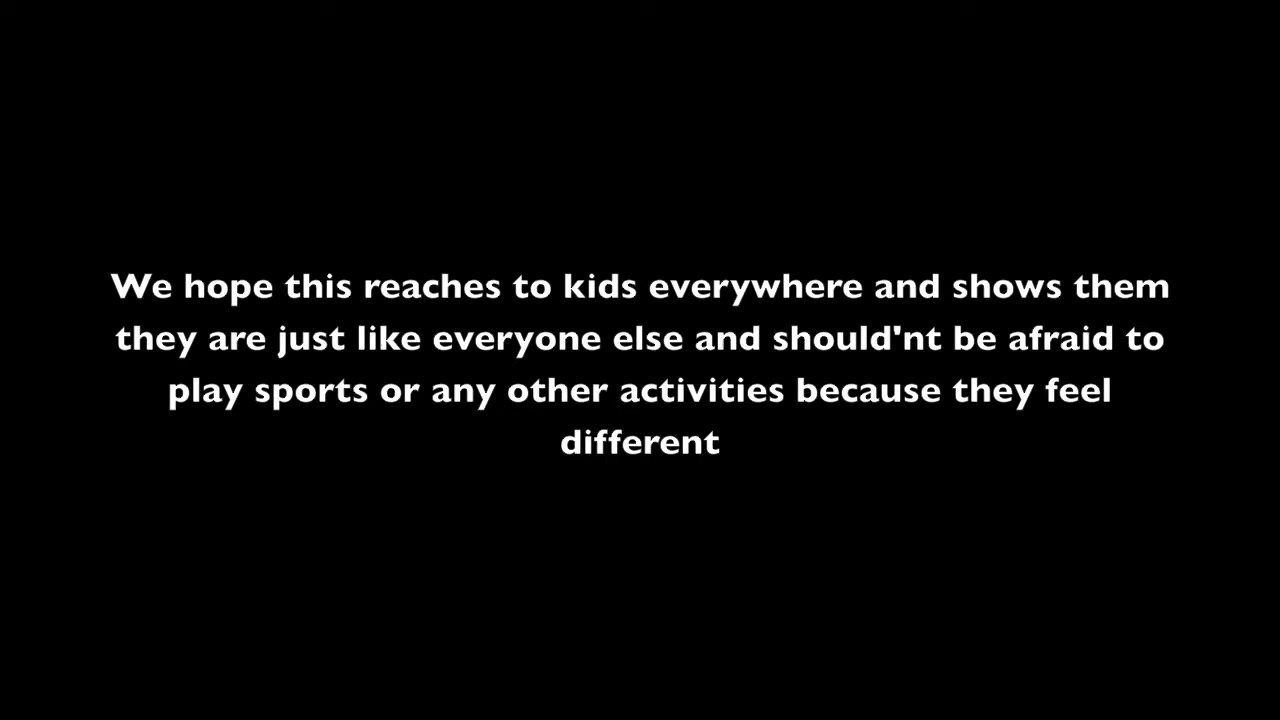 We hope this reaches to kids everywhere and shows them
they are just like everyone else and should'nt be afraid to
play sports or any other activities because they feel
different